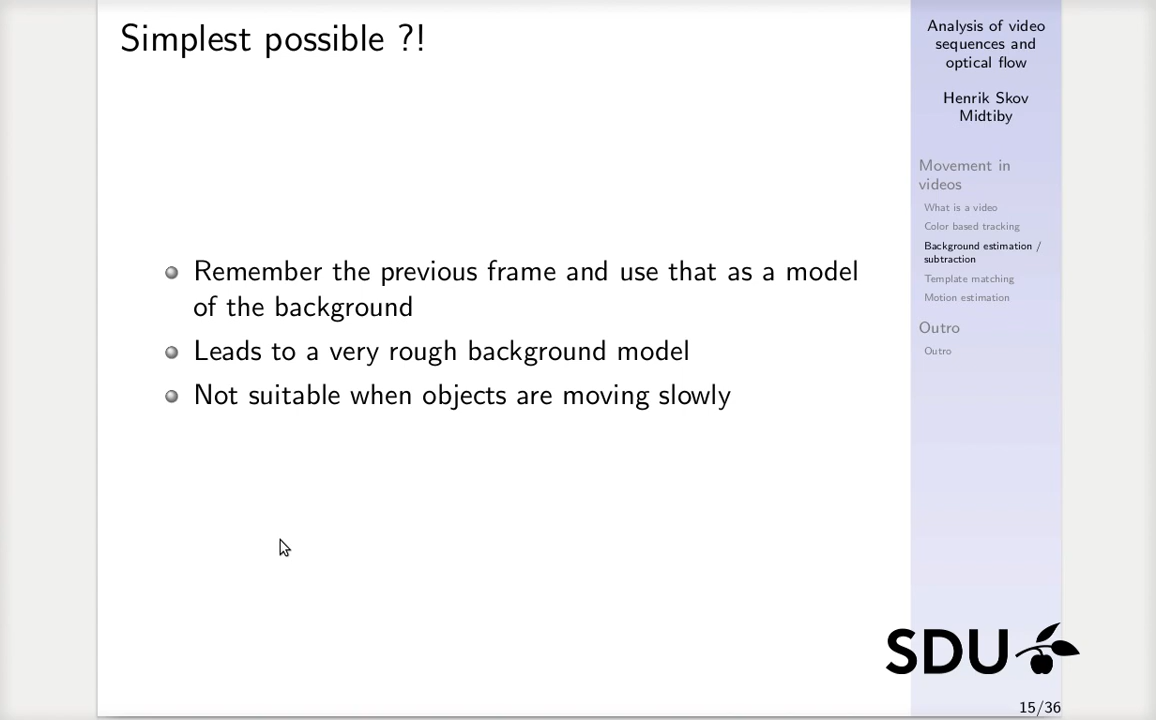 Simplest possible ?!
Remember the previous frame and use that as a model
of the background
Leads to a very rough background model
Not suitable when objects are moving slowly
Analysis of video
sequences and
optical flow
Henrik Skov
Midtiby
Movement in
videos
What is a video
Color based tracking
Background estimation /
subtraction
Template matching
Motion estimation
Outro
Outro
SDU
15/36